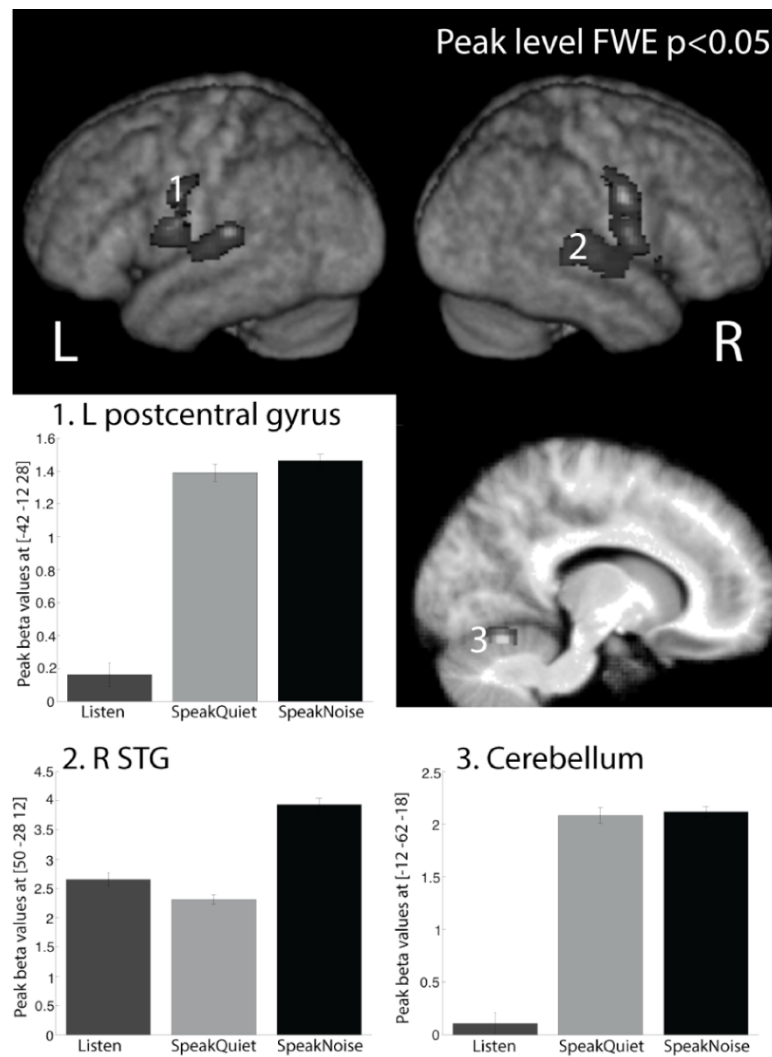 Peak level FWE p<0.05
1
2
L
R
1. L postcentral gyrus
Peak beta values at [-42 -12 28]
1.6
1.4
1.2
1
0.8
0.6
0.4
0.2
0
Listen
SpeakQuiet
SpeakNoise
3
2. R STG
Peak beta values at [50 -28 12]
4.5
4
3.5
3
2.5
2
1.5
1
0.5
0
Listen
SpeakQuiet
SpeakNoise
3. Cerebellum
Peak beta values at [-12 -62 -18]
2.5
2
1.5
1
0.5
0
Listen
SpeakQuiet
SpeakNoise